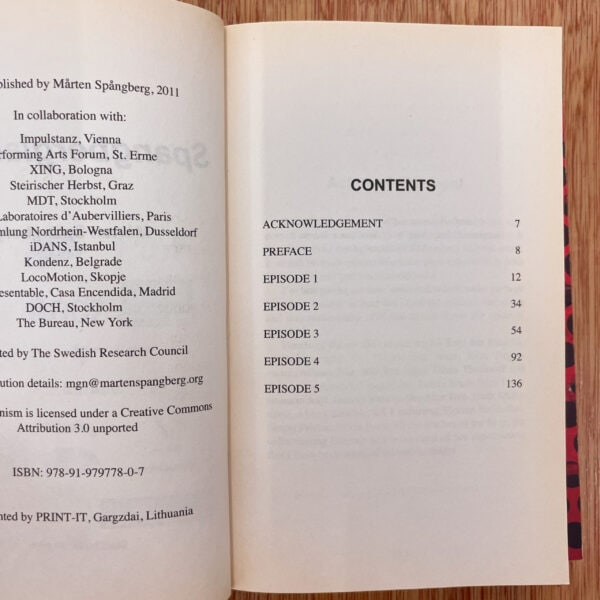 blished by Mårten Spångberg, 2011
In collaboration with:
Impulstanz, Vienna
forming Arts Forum, St. Erme
XING, Bologna
Steirischer Herbst, Graz
MDT, Stockholm
Laboratoires d'Aubervilliers, Paris
mlung Nordrhein-Westfalen, Dusseldorf
iDANS, Istanbul
Kondenz, Belgrade
LocoMotion, Skopje
esentable, Casa Encendida, Madrid
DOCH, Stockholm
The Bureau, New York
ted by The Swedish Research Council
ution details: mgn@martenspangberg.org
nism is licensed under a Creative Commons
Attribution 3.0 unported
ISBN: 978-91-979778-0-7
nted by PRINT-IT, Gargzdai, Lithuania
CONTENTS
ACKNOWLEDGEMENT 7
PREFACE 8
EPISODE 1 12
EPISODE 2 34
EPISODE 3 54
EPISODE 4 92
EPISODE 5 136